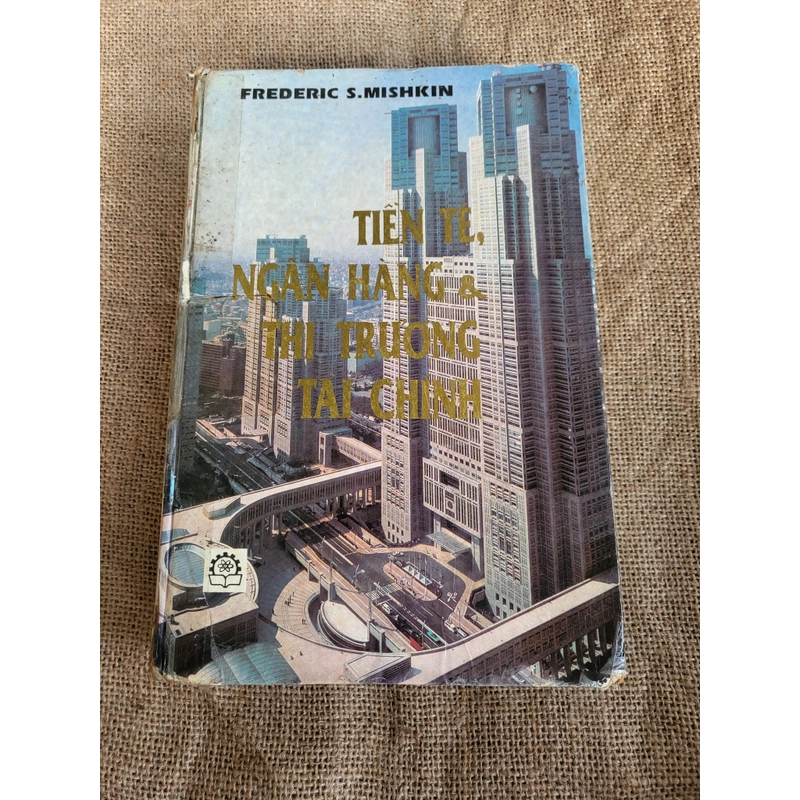 FREDERIC S.MISHKIN
TIỀN TỆ,
NGÂN HÀNG &
THỊ TRƯỜNG
TÀI CHÍNH